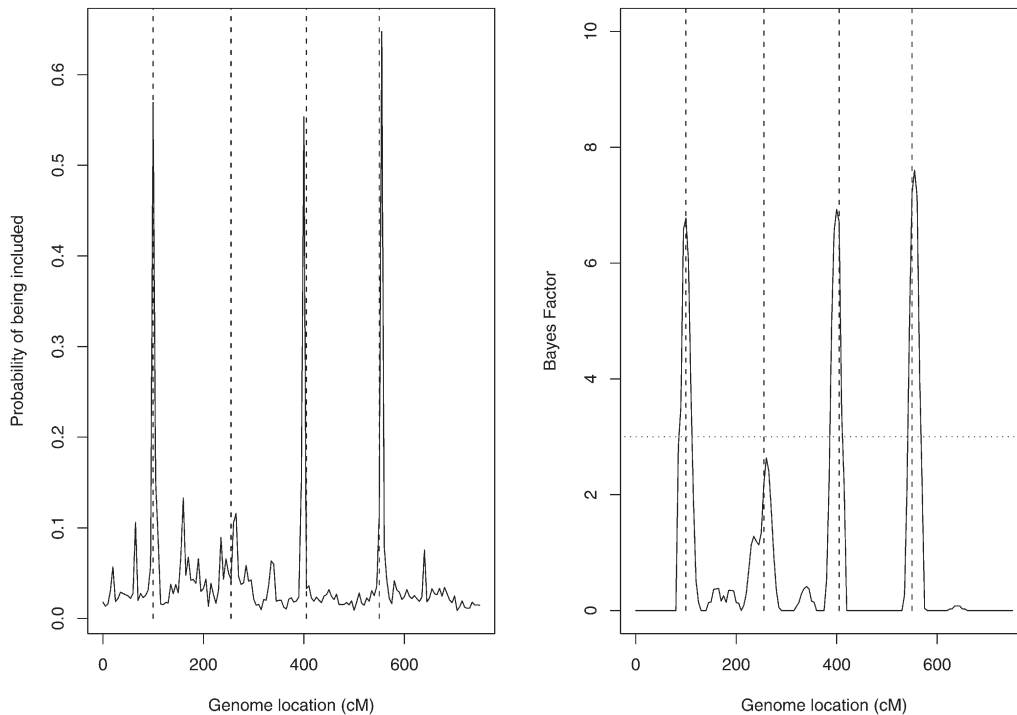 Probability of being included
0.0 0.1 0.2 0.3 0.4 0.5 0.6
0 200 400 600
Genome location (cM)
Bayes Factor
0 2 4 6 8 10
0 200 400 600
Genome location (cM)